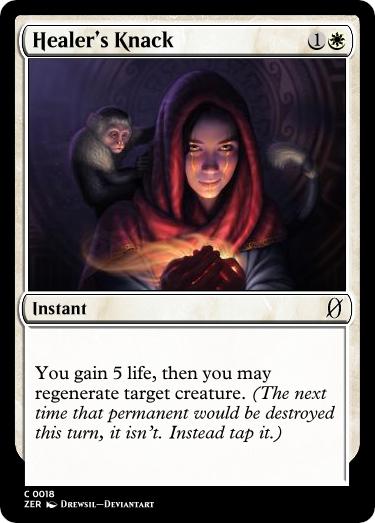 Healer's Knack 1
Instant
You gain 5 life, then you may
regenerate target creature. (The next
time that permanent would be destroyed
this turn, it isn't. Instead tap it.)
C 0018
ZER Drewsil—Deviantart